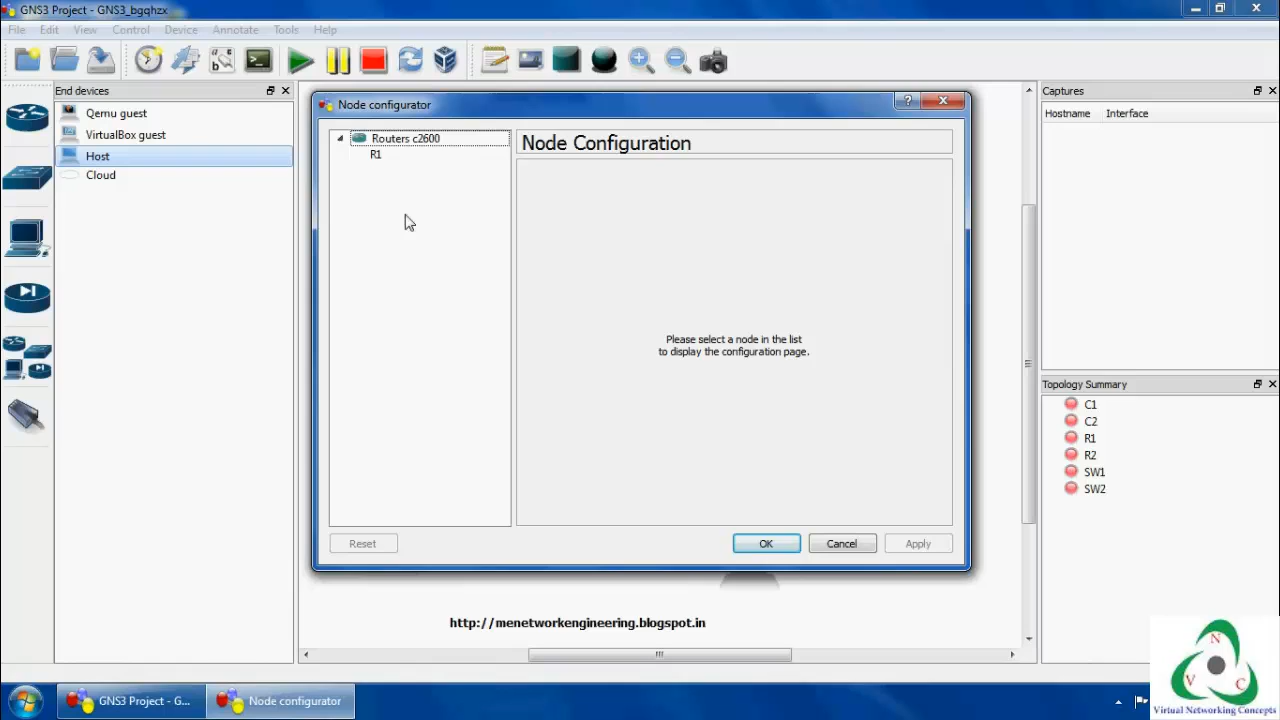 GNS3 Project - GNS3_bgqhzx
File Edit View Control Device Annotate Tools Help
End devices
Qemu guest
VirtualBox guest
Host
Cloud
Node configurator
Routers c2600
R1
Node Configuration
Please select a node in the list
to display the configuration page.
Reset
OK
Cancel
Apply
http://menetworkengineering.blogspot.in
Captures
Hostname Interface
Topology Summary
C1
C2
R1
R2
SW1
SW2
GNS3 Project - G...
Node configurator
N
V C
Virtual Networking Concepts